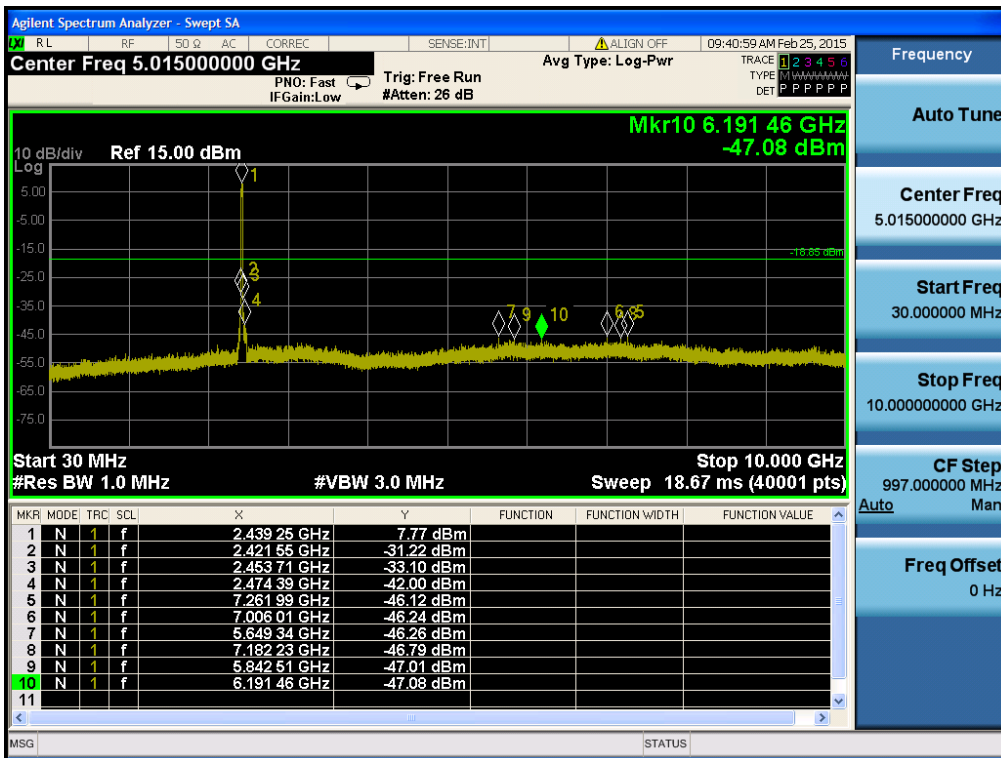 Agilent Spectrum Analyzer - Swept SA
LXI RL RF 50 Ω AC CORREC SENSE:INT ALIGN OFF 09:40:59 AM Feb 25, 2015
Center Freq 5.015000000 GHz
Avg Type: Log-Pwr
TRACE 1 2 3 4 5 6
PNO: Fast Trig: Free Run
TYPE M W W W W W
IFGain:Low #Atten: 26 dB
DET P P P P P P
Mkr10 6.191 46 GHz
-47.08 dBm
10 dB/div Ref 15.00 dBm
Log
1
5.00
-5.00
-15.0
-18.85 dBm
2
3
-25.0
4
-35.0
7 9 10 6 8 5
-45.0
-55.0
-65.0
-75.0
Start 30 MHz Stop 10.000 GHz
#Res BW 1.0 MHz #VBW 3.0 MHz Sweep 18.67 ms (40001 pts)
MKR MODE TRC SCL X Y FUNCTION FUNCTION WIDTH FUNCTION VALUE
1 N 1 f 2.439 25 GHz 7.77 dBm
2 N 1 f 2.421 55 GHz -31.22 dBm
3 N 1 f 2.453 71 GHz -33.10 dBm
4 N 1 f 2.474 39 GHz -42.00 dBm
5 N 1 f 7.261 99 GHz -46.12 dBm
6 N 1 f 7.006 01 GHz -46.24 dBm
7 N 1 f 5.649 34 GHz -46.26 dBm
8 N 1 f 7.182 23 GHz -46.79 dBm
9 N 1 f 5.842 51 GHz -47.01 dBm
10 N 1 f 6.191 46 GHz -47.08 dBm
11
MSG STATUS
Frequency
Auto Tune
Center Freq
5.015000000 GHz
Start Freq
30.000000 MHz
Stop Freq
10.000000000 GHz
CF Step
997.000000 MHz
Auto Man
Freq Offset
0 Hz